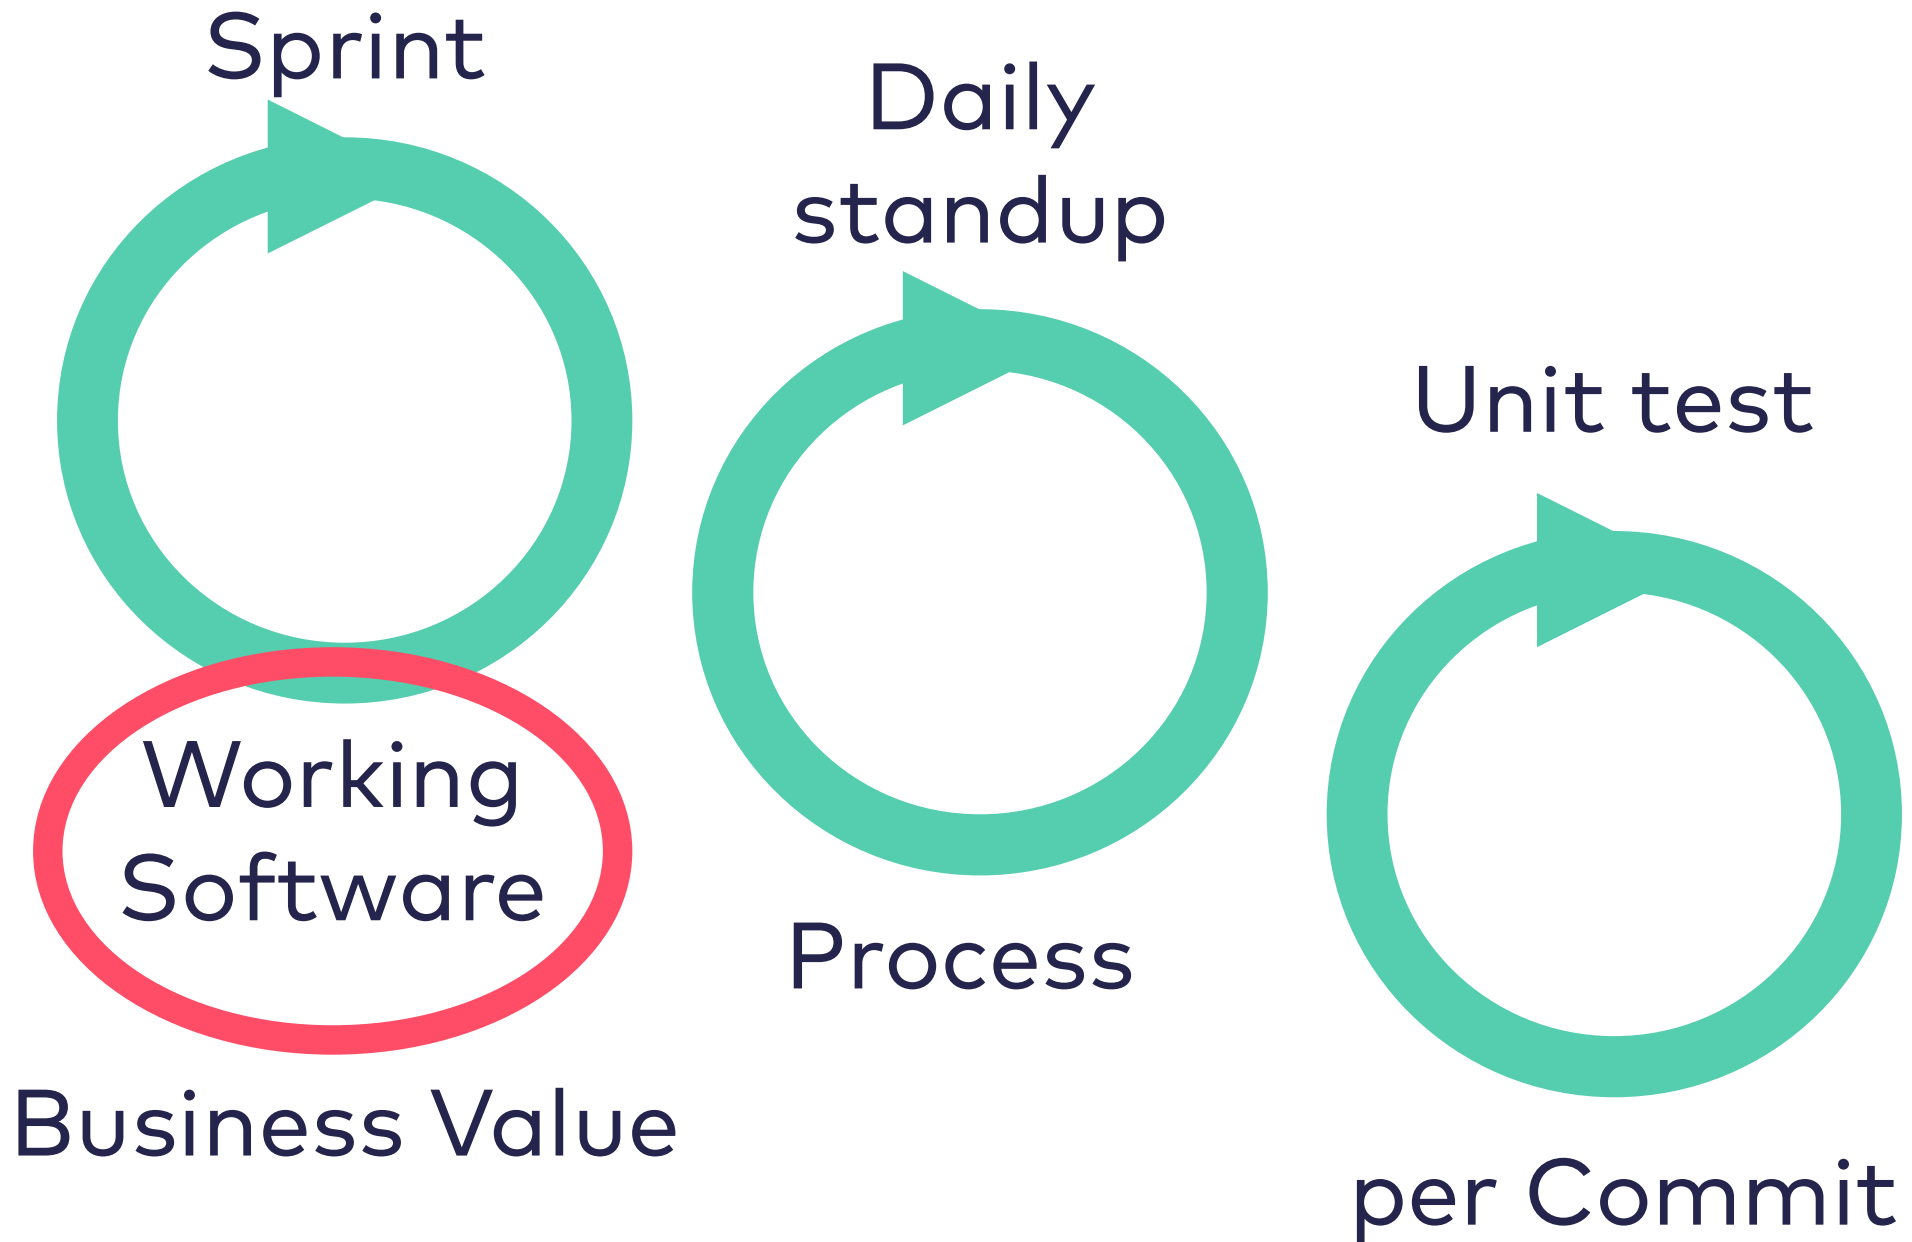 Sprint
Working
Software
Business Value
Daily
standup
Process
Unit test
per Commit